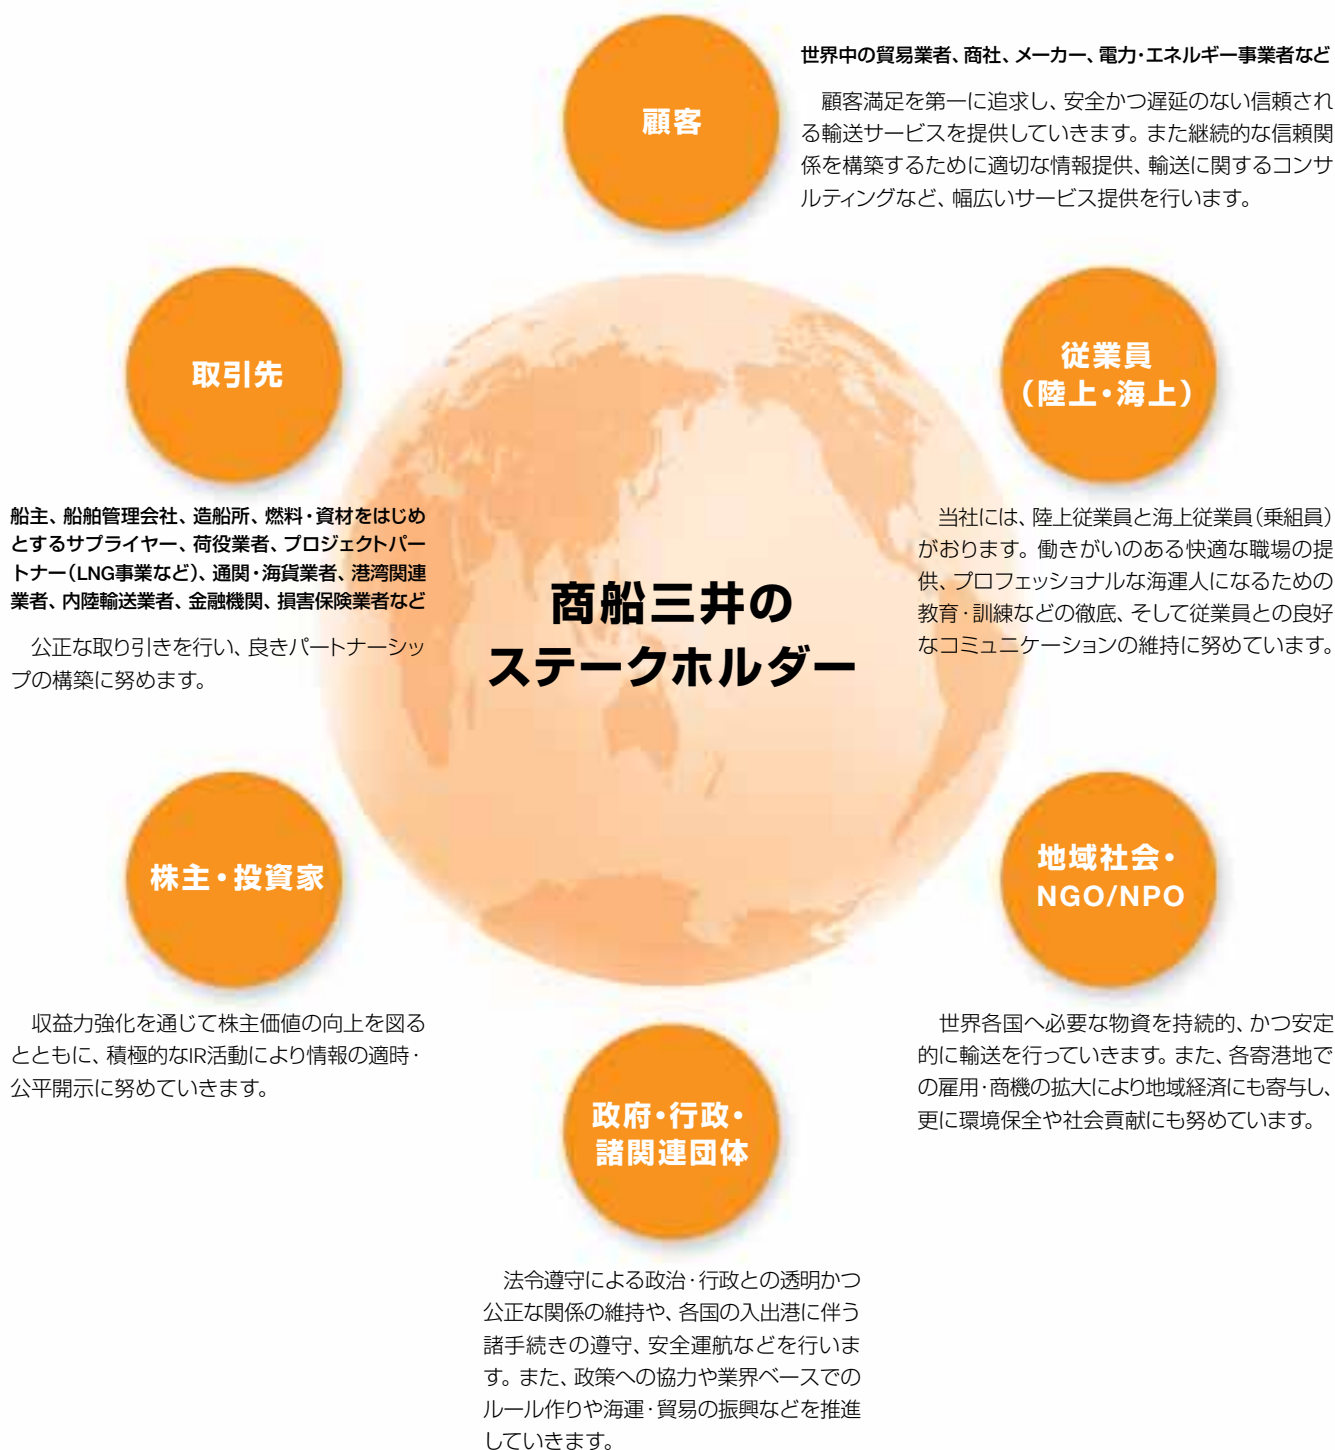 顧客
世界中の貿易業者、商社、メーカー、電力・エネルギー事業者など
顧客満足を第一に追求し、安全かつ遅延のない信頼され
る輸送サービスを提供していきます。また継続的な信頼関
係を構築するために適切な情報提供、輸送に関するコンサ
ルティングなど、幅広いサービス提供を行います。
取引先
船主、船舶管理会社、造船所、燃料・資材をはじめ
とするサプライヤー、荷役業者、プロジェクトパー
トナー（LNG事業など）、通関・海貨業者、港湾関連
業者、内陸輸送業者、金融機関、損害保険業者など
公正な取り引きを行い、良きパートナーシッ
プの構築に努めます。
従業員
（陸上・海上）
当社には、陸上従業員と海上従業員（乗組員）
がおります。働きがいのある快適な職場の提
供、プロフェッショナルな海運人になるための
教育・訓練などの徹底、そして従業員との良好
なコミュニケーションの維持に努めています。
商船三井の
ステークホルダー
株主・投資家
収益力強化を通じて株主価値の向上を図る
とともに、積極的なIR活動により情報の適時・
公平開示に努めていきます。
地域社会・
NGO/NPO
世界各国へ必要な物資を持続的、かつ安定
的に輸送を行っていきます。また、各寄港地で
の雇用・商機の拡大により地域経済にも寄与し、
更に環境保全や社会貢献にも努めています。
政府・行政・
諸関連団体
法令遵守による政治・行政との透明かつ
公正な関係の維持や、各国の入出港に伴う
諸手続きの遵守、安全運航などを行いま
す。また、政策への協力や業界ベースでの
ルール作りや海運・貿易の振興などを推進
していきます。